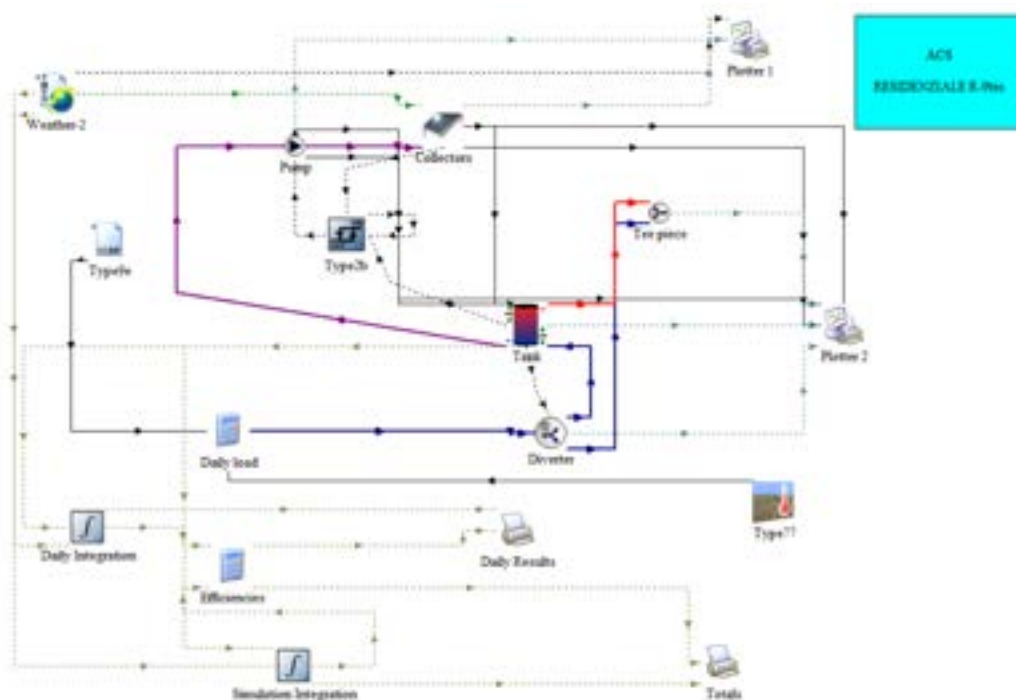 ACS
Plotter 1
RESIDENZIALE
Weather-2
Collectors
Pump
Tee piece
Type2b
Plotter 2
Tank
Daily load
Diverter
Type77
Daily Integration
Daily Results
Efficiencies
Simulation Integration
Totals